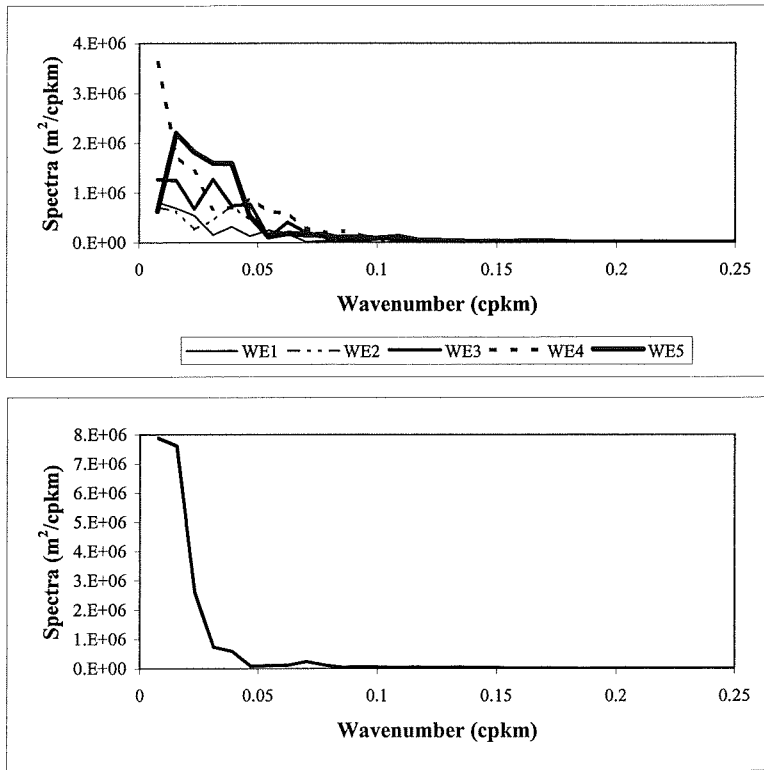 4.E+06
3.E+06
2.E+06
1.E+06
0.E+00
Spectra (m²/cpkm)
0 0.05 0.1 0.15 0.2 0.25
Wavenumber (cpkm)
WE1 WE2 WE3 WE4 WE5
8.E+06
7.E+06
6.E+06
5.E+06
4.E+06
3.E+06
2.E+06
1.E+06
0.E+00
Spectra (m²/cpkm)
0 0.05 0.1 0.15 0.2 0.25
Wavenumber (cpkm)